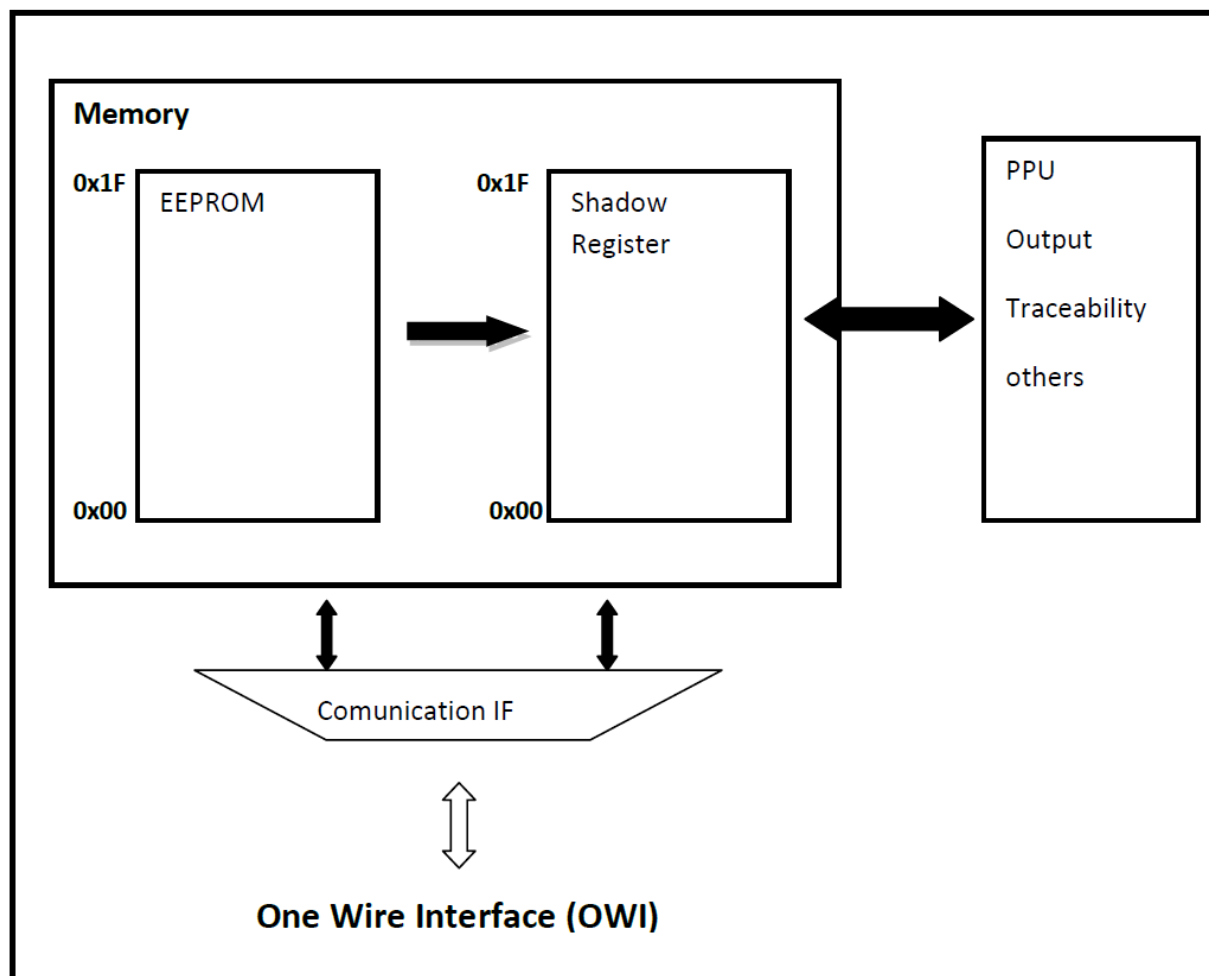 Memory
0x1F
EEPROM
0x1F
Shadow
Register
0x00
0x00
PPU
Output
Traceability
others
Comunication IF
One Wire Interface (OWI)